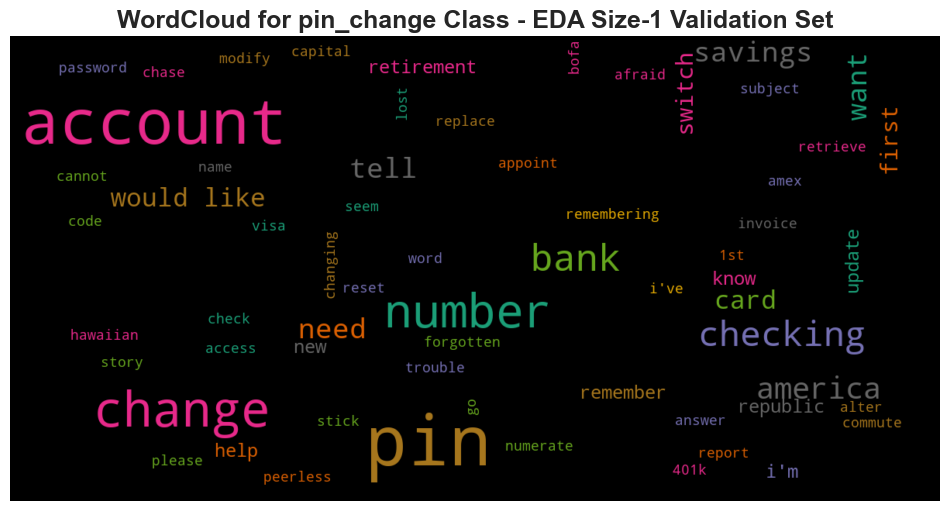 WordCloud for pin_change Class - EDA Size-1 Validation Set
password
chase
modify
capital
retirement
bofa
afraid
switch
savings
subject
want
account
lost
replace
first
retrieve
cannot
name
tell
appoint
amex
would like
seem
remembering
code
visa
invoice
changing
word
bank
1st
update
reset
i've
know
card
number
hawaiian
check
need
forgotten
checking
access
new
story
trouble
america
change
remember
republic
alter
go
stick
pin
answer
commute
please
help
numerate
report
peerless
401k
i'm